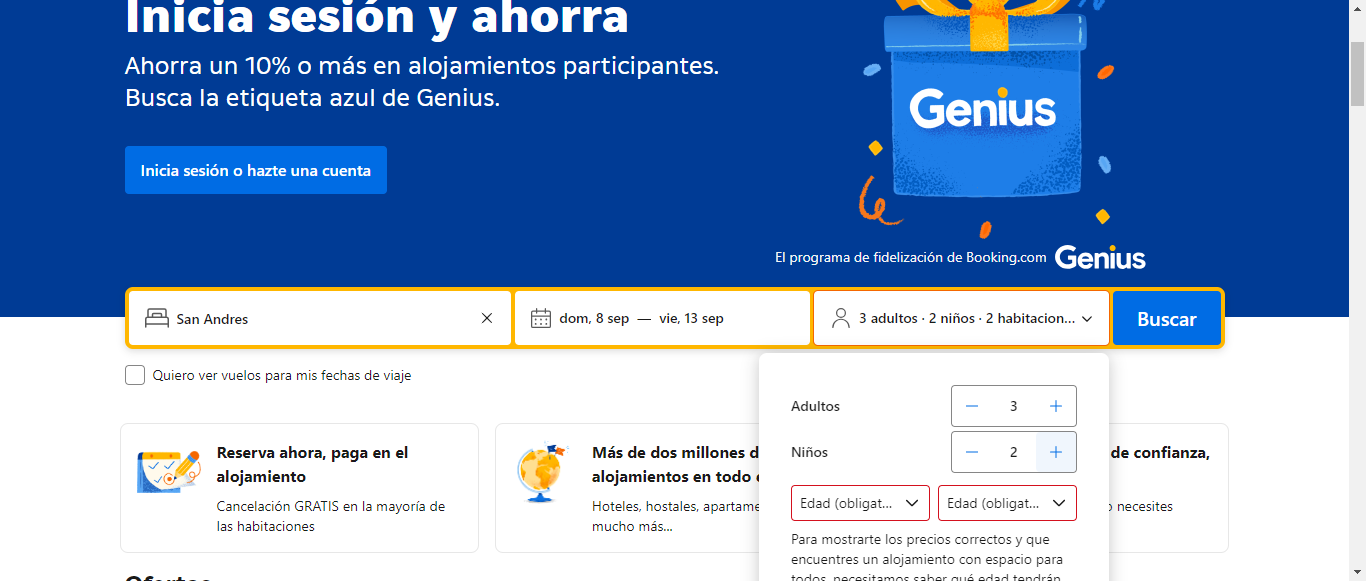 Inicia sesión y ahorra
Ahorra un 10% o más en alojamientos participantes.
Busca la etiqueta azul de Genius.
Inicia sesión o hazte una cuenta
Genius
El programa de fidelización de Booking.com Genius
San Andres
dom, 8 sep — vie, 13 sep
3 adultos · 2 niños · 2 habitacion...
Buscar
Quiero ver vuelos para mis fechas de viaje
Adultos 3
Niños 2
Edad (obligat... Edad (obligat...
Para mostrarte los precios correctos y que
encuentres un alojamiento con espacio para
todos, necesitamos saber qué edad tendrán
Reserva ahora, paga en el
alojamiento
Cancelación GRATIS en la mayoría de
las habitaciones
Más de dos millones d
alojamientos en todo
Hoteles, hostales, apartame
mucho más...
de confianza,
necesites
Ofertas